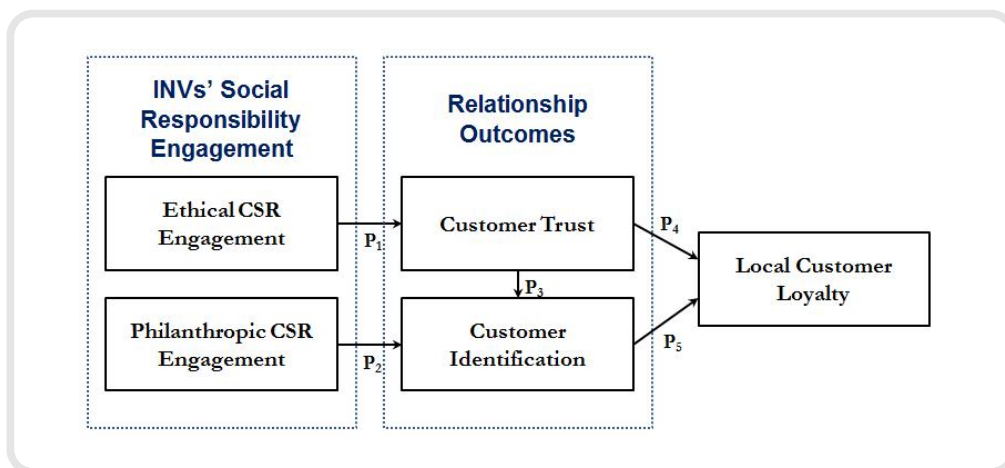 INVs' Social
Responsibility
Engagement
Relationship
Outcomes
Ethical CSR
Engagement
P₁
Customer Trust
P₄
Local Customer
Loyalty
P₃
Philanthropic CSR
Engagement
P₂
Customer
Identification
P₅